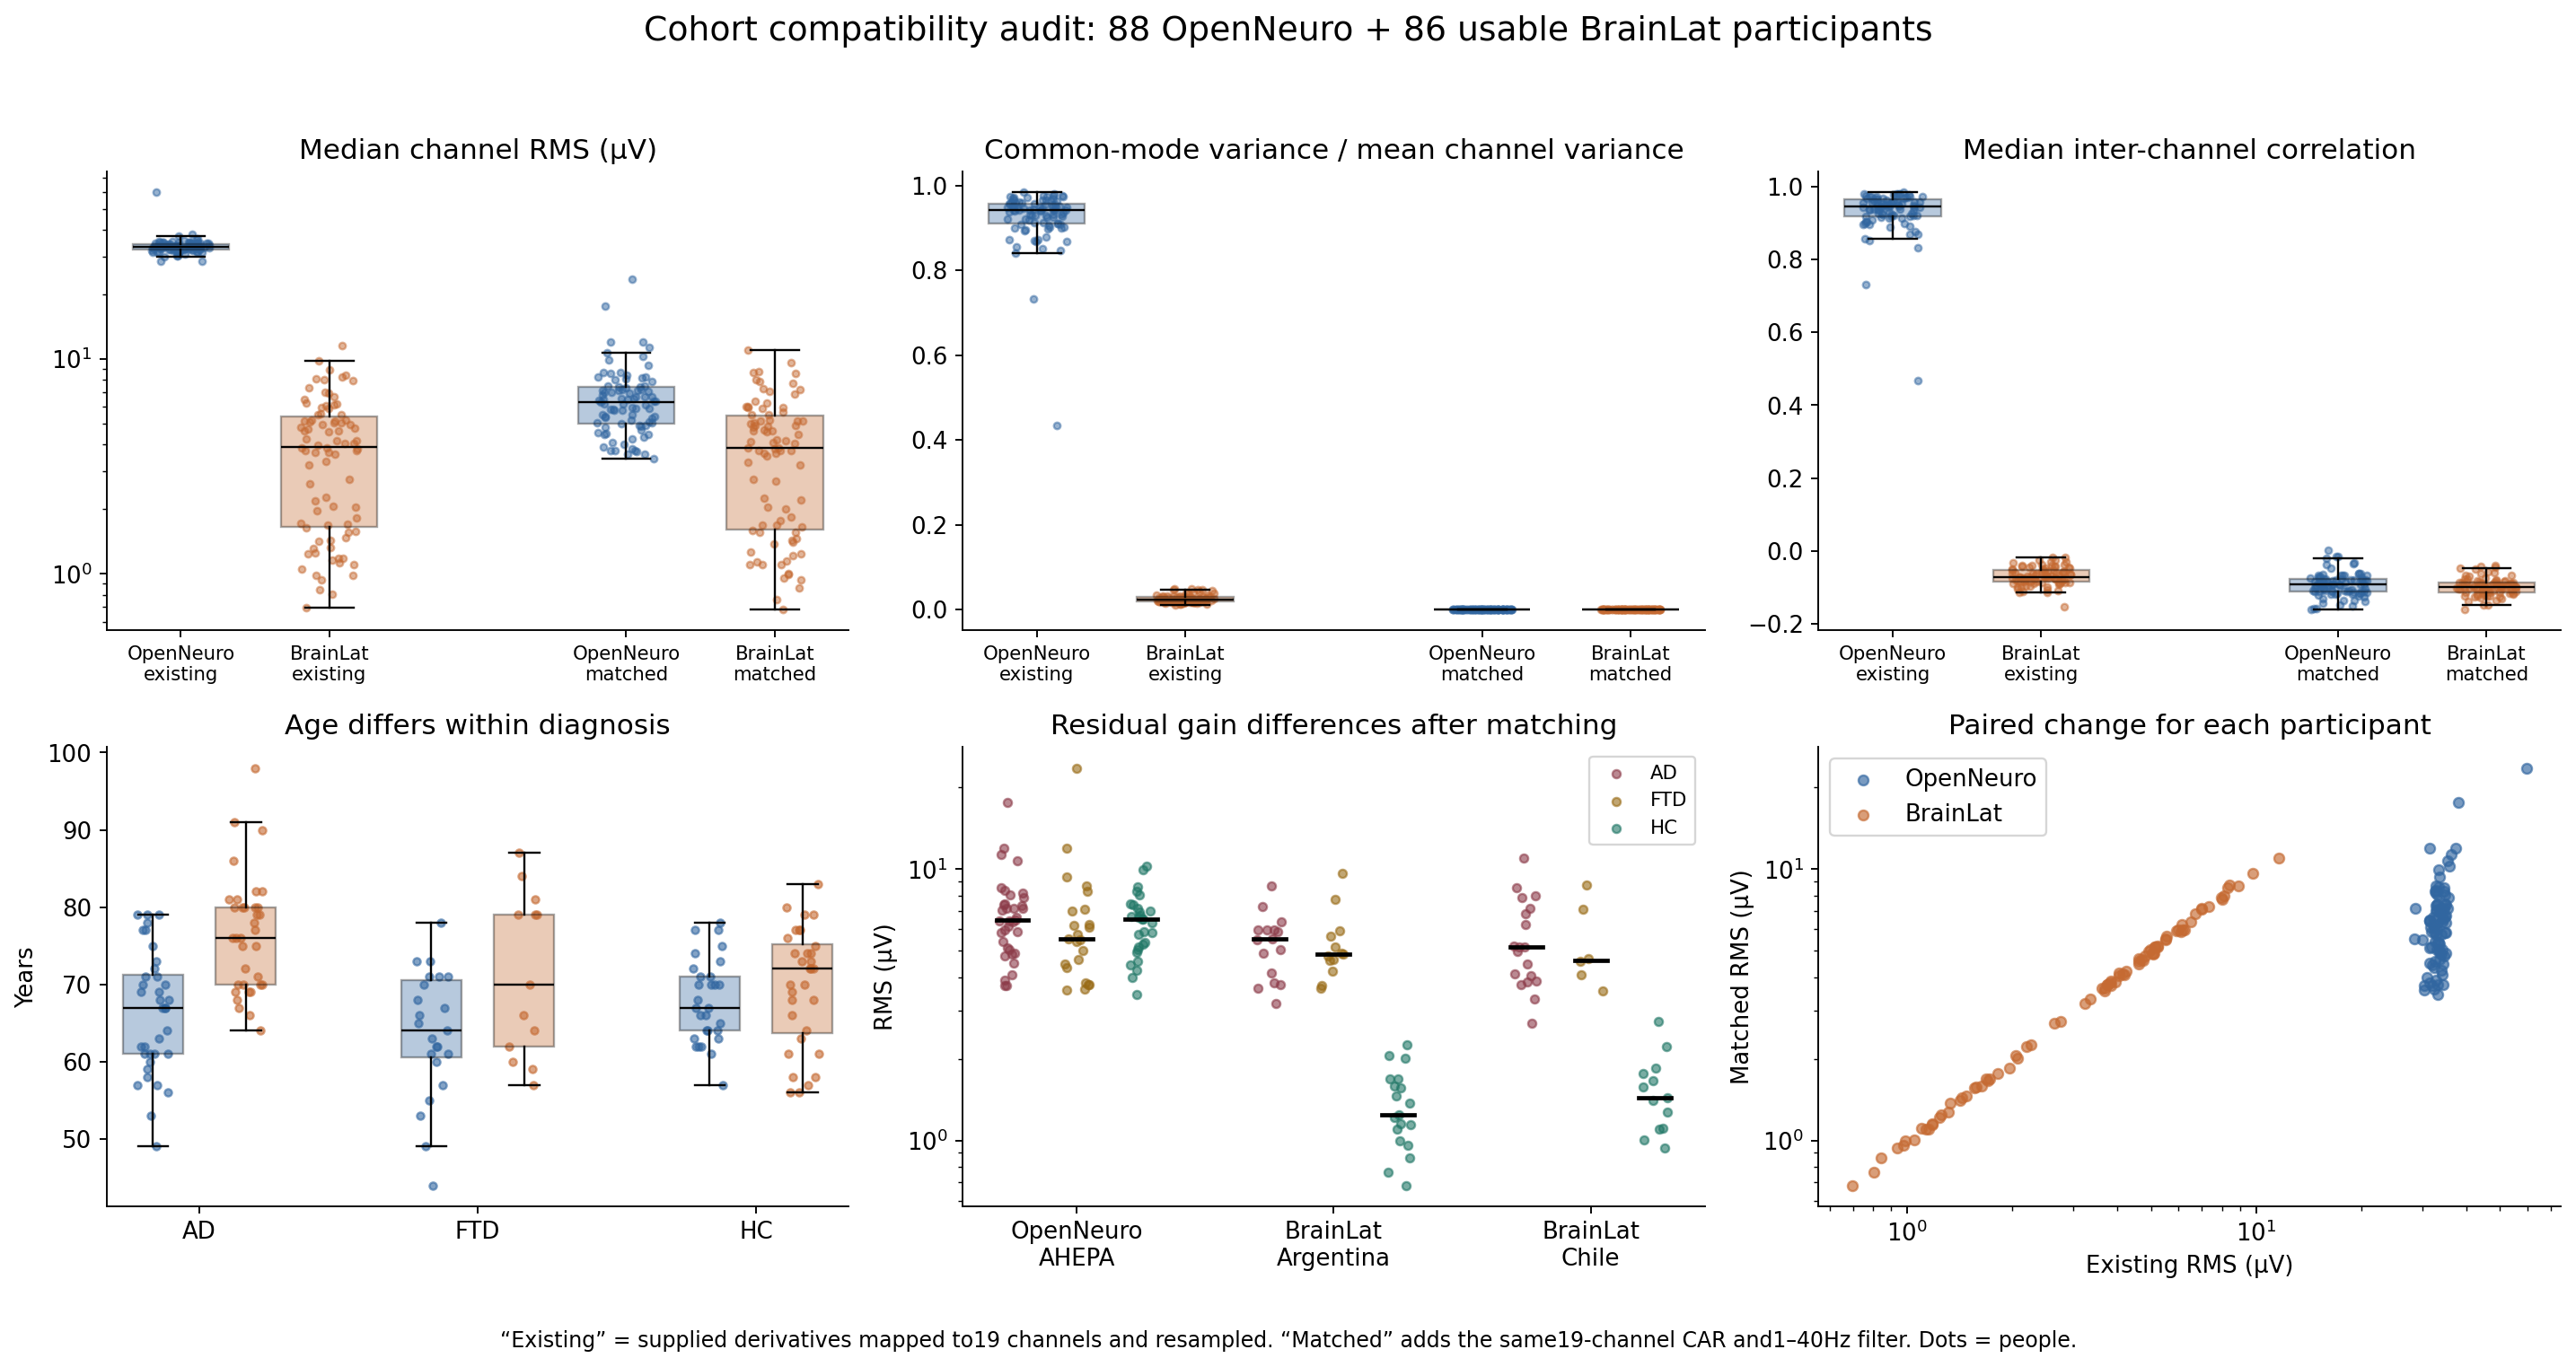 Cohort compatibility audit: 88 OpenNeuro + 86 usable BrainLat participants
Median channel RMS (µV)
10¹
10⁰
OpenNeuro
existing
BrainLat
existing
OpenNeuro
matched
BrainLat
matched
Common-mode variance / mean channel variance
1.0
0.8
0.6
0.4
0.2
0.0
OpenNeuro
existing
BrainLat
existing
OpenNeuro
matched
BrainLat
matched
Median inter-channel correlation
1.0
0.8
0.6
0.4
0.2
0.0
−0.2
OpenNeuro
existing
BrainLat
existing
OpenNeuro
matched
BrainLat
matched
Age differs within diagnosis
Years
100
90
80
70
60
50
AD
FTD
HC
Residual gain differences after matching
RMS (µV)
10¹
10⁰
AD
FTD
HC
OpenNeuro
AHEPA
BrainLat
Argentina
BrainLat
Chile
Paired change for each participant
Matched RMS (µV)
10¹
10⁰
OpenNeuro
BrainLat
10⁰
10¹
Existing RMS (µV)
“Existing” = supplied derivatives mapped to19 channels and resampled. “Matched” adds the same19-channel CAR and1–40Hz filter. Dots = people.